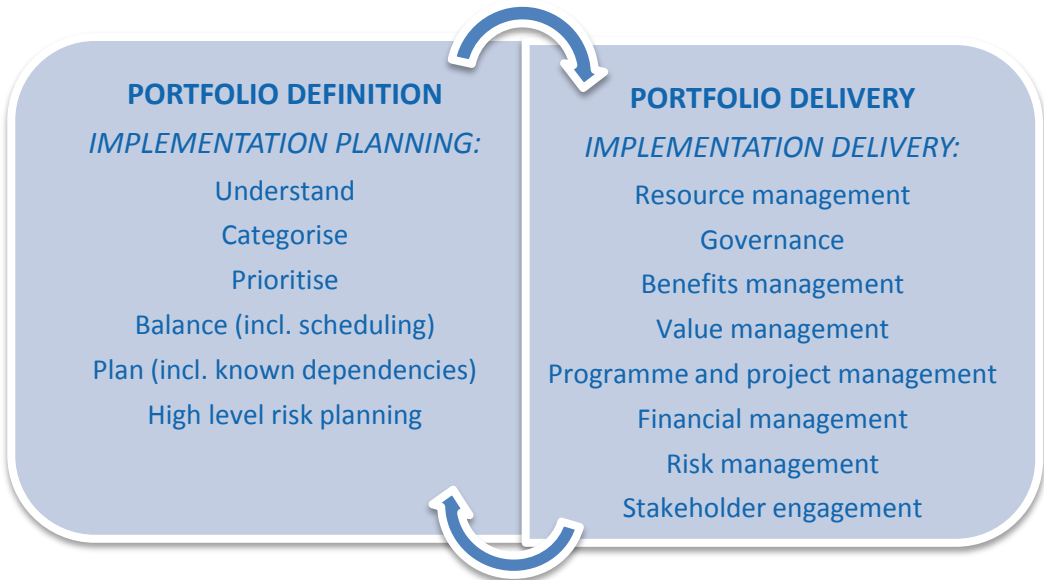 PORTFOLIO DEFINITION
IMPLEMENTATION PLANNING:
Understand
Categorise
Prioritise
Balance (incl. scheduling)
Plan (incl. known dependencies)
High level risk planning
PORTFOLIO DELIVERY
IMPLEMENTATION DELIVERY:
Resource management
Governance
Benefits management
Value management
Programme and project management
Financial management
Risk management
Stakeholder engagement